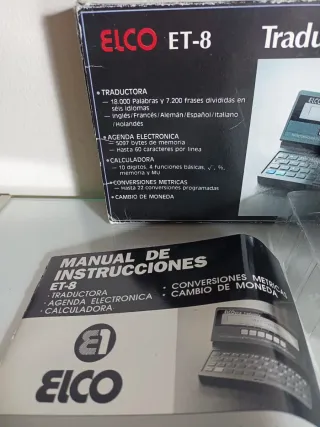 ELCO ET-8 Tradu
• TRADUCTORA
— 18.000 Palabras y 7.200 frases divididas en
séis idiomas
— Inglés/Francés/Alemán/Español/Italiano
/Holandés
• AGENDA ELECTRONICA
— 5097 bytes de memoria
— Hasta 60 caracteres por línea
• CALCULADORA
— 10 dígitos, 4 funciones básicas, √, %,
memoria y MU
• CONVERSIONES METRICAS
— Hasta 22 conversiones programadas
• CAMBIO DE MONEDA
ELCO
MANUAL DE
INSTRUCCIONES
ET-8
· TRADUCTORA
· AGENDA ELECTRONICA
· CALCULADORA
· CONVERSIONES METRICAS
· CAMBIO DE MONEDA
ELCO